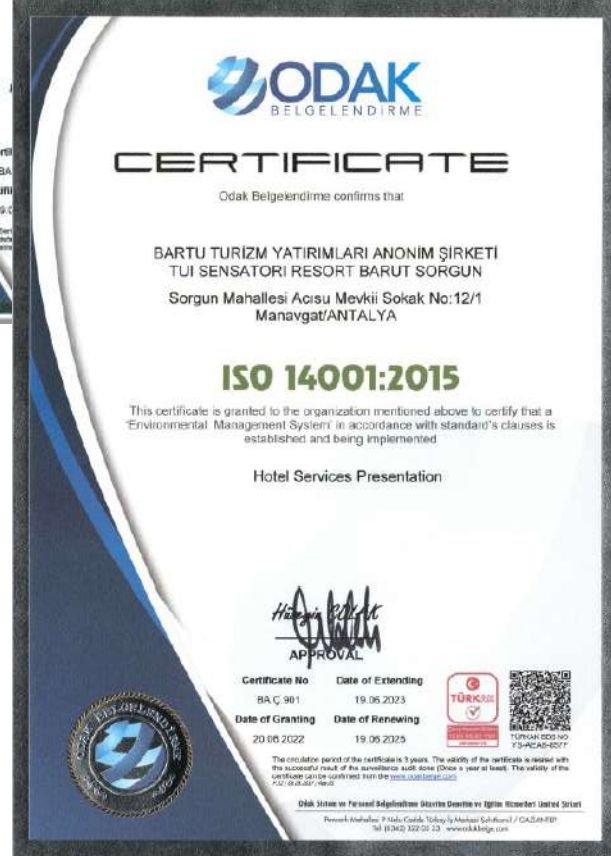 ODAK
BELGELENDİRME
CERTIFICATE
Odak Belgelendirme confirms that
BARTU TURİZM YATIRIMLARI ANONİM ŞİRKETİ
TUI SENSATORI RESORT BARUT SORGUN
Sorgun Mahallesi Acısu Mevkii Sokak No:12/1
Manavgat/ANTALYA
ISO 14001:2015
This certificate is granted to the organization mentioned above to certify that a
'Environmental Management System' in accordance with standard's clauses is
established and being implemented
Hotel Services Presentation
APPROVAL
Certificate No Date of Extending
BA Ç 901 19.06.2023
Date of Granting Date of Renewing
20.06.2022 19.06.2025
TÜRKAK
The circulation period of the certificate is 3 years. The validity of the certificate is related with
the successful result of the surveillance audit done (Once a year at least). The validity of the
certificate can be confirmed from the www.odakbelge.com
Odak Sistem ve Personel Belgelendirme Gözetim Denetim ve Eğitim Hizmetleri Limited Şirketi